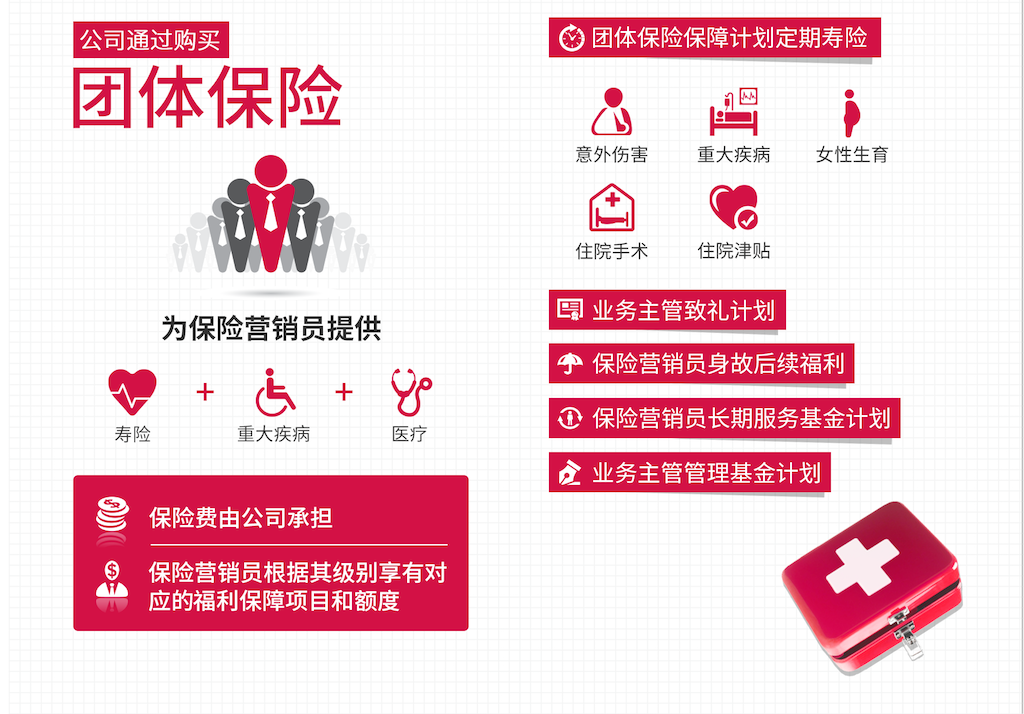 公司通过购买
团体保险
为保险营销员提供
寿险
+
重大疾病
+
医疗
保险费由公司承担
保险营销员根据其级别享有对
应的福利保障项目和额度
团体保险保障计划定期寿险
意外伤害
重大疾病
女性生育
住院手术
住院津贴
业务主管致礼计划
保险营销员身故后续福利
保险营销员长期服务基金计划
业务主管管理基金计划